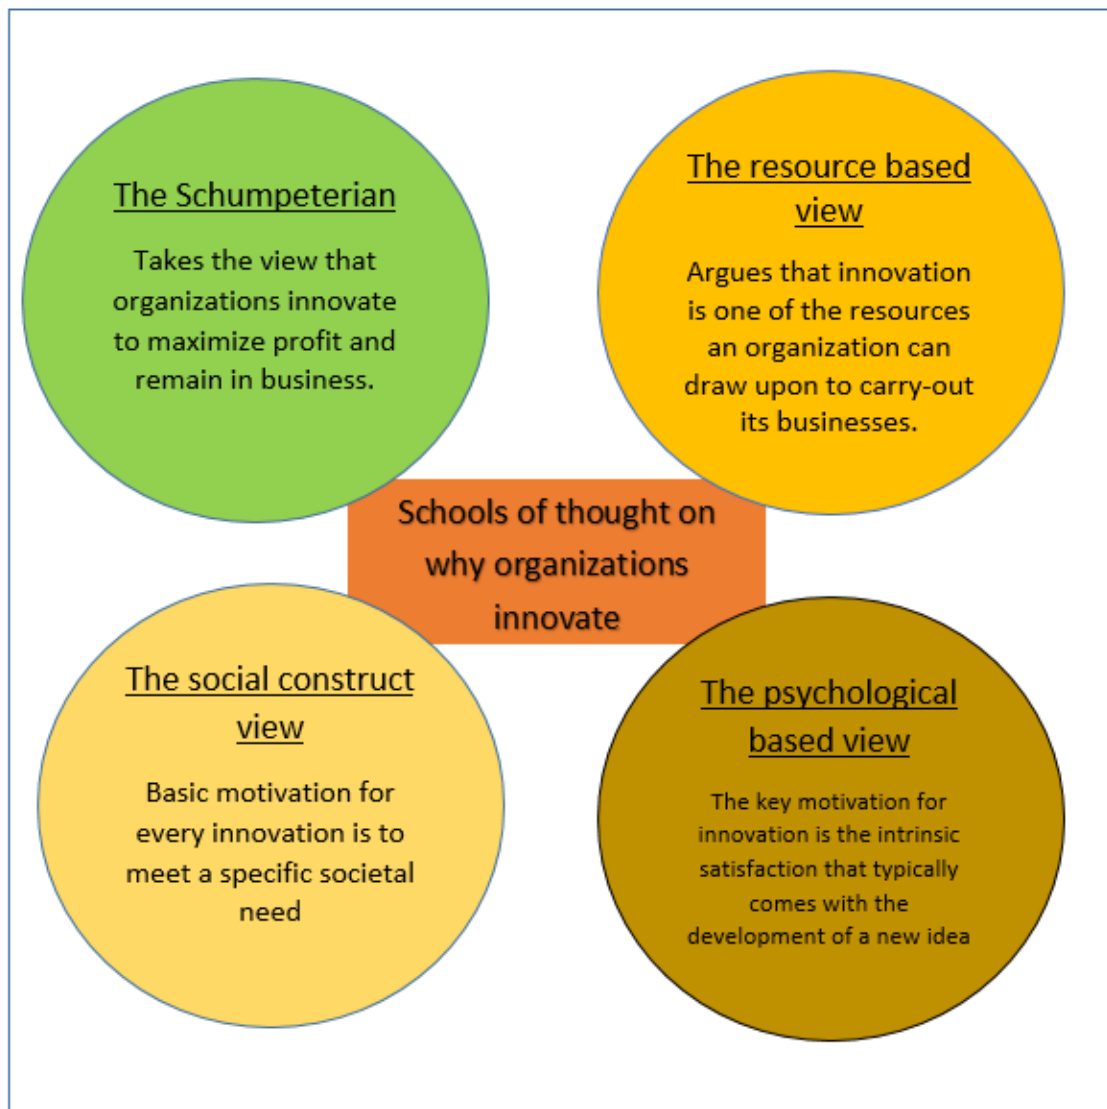 The Schumpeterian
Takes the view that
organizations innovate
to maximize profit and
remain in business.
The resource based
view
Argues that innovation
is one of the resources
an organization can
draw upon to carry-out
its businesses.
Schools of thought on
why organizations
innovate
The social construct
view
Basic motivation for
every innovation is to
meet a specific societal
need
The psychological
based view
The key motivation for
innovation is the intrinsic
satisfaction that typically
comes with the
development of a new idea